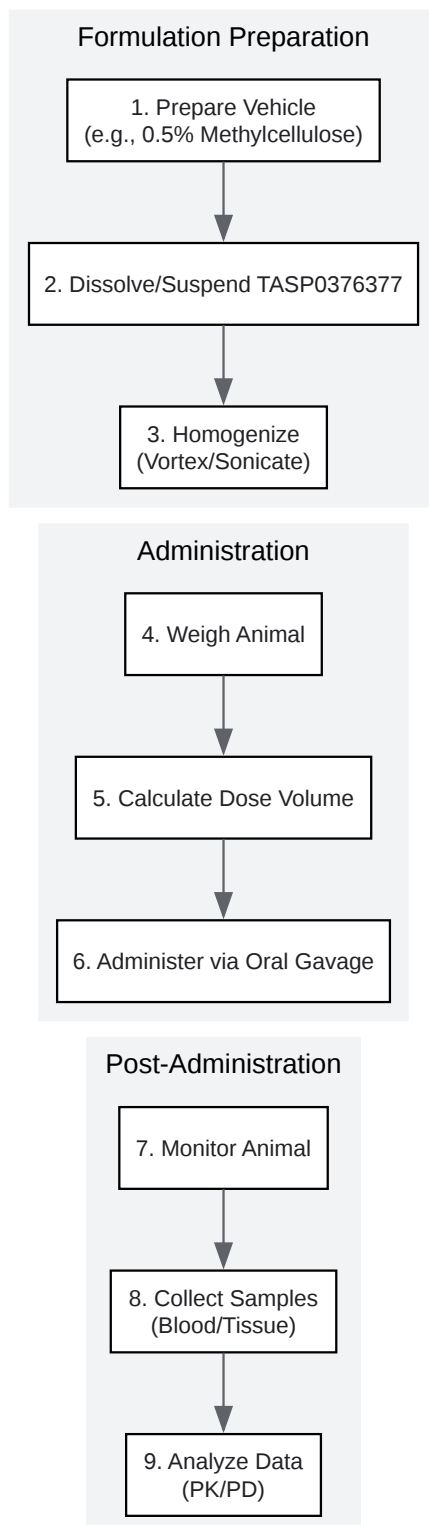 Formulation Preparation
1. Prepare Vehicle
(e.g., 0.5% Methylcellulose)
2. Dissolve/Suspend TASP0376377
3. Homogenize
(Vortex/Sonicate)
Administration
4. Weigh Animal
5. Calculate Dose Volume
6. Administer via Oral Gavage
Post-Administration
7. Monitor Animal
8. Collect Samples
(Blood/Tissue)
9. Analyze Data
(PK/PD)